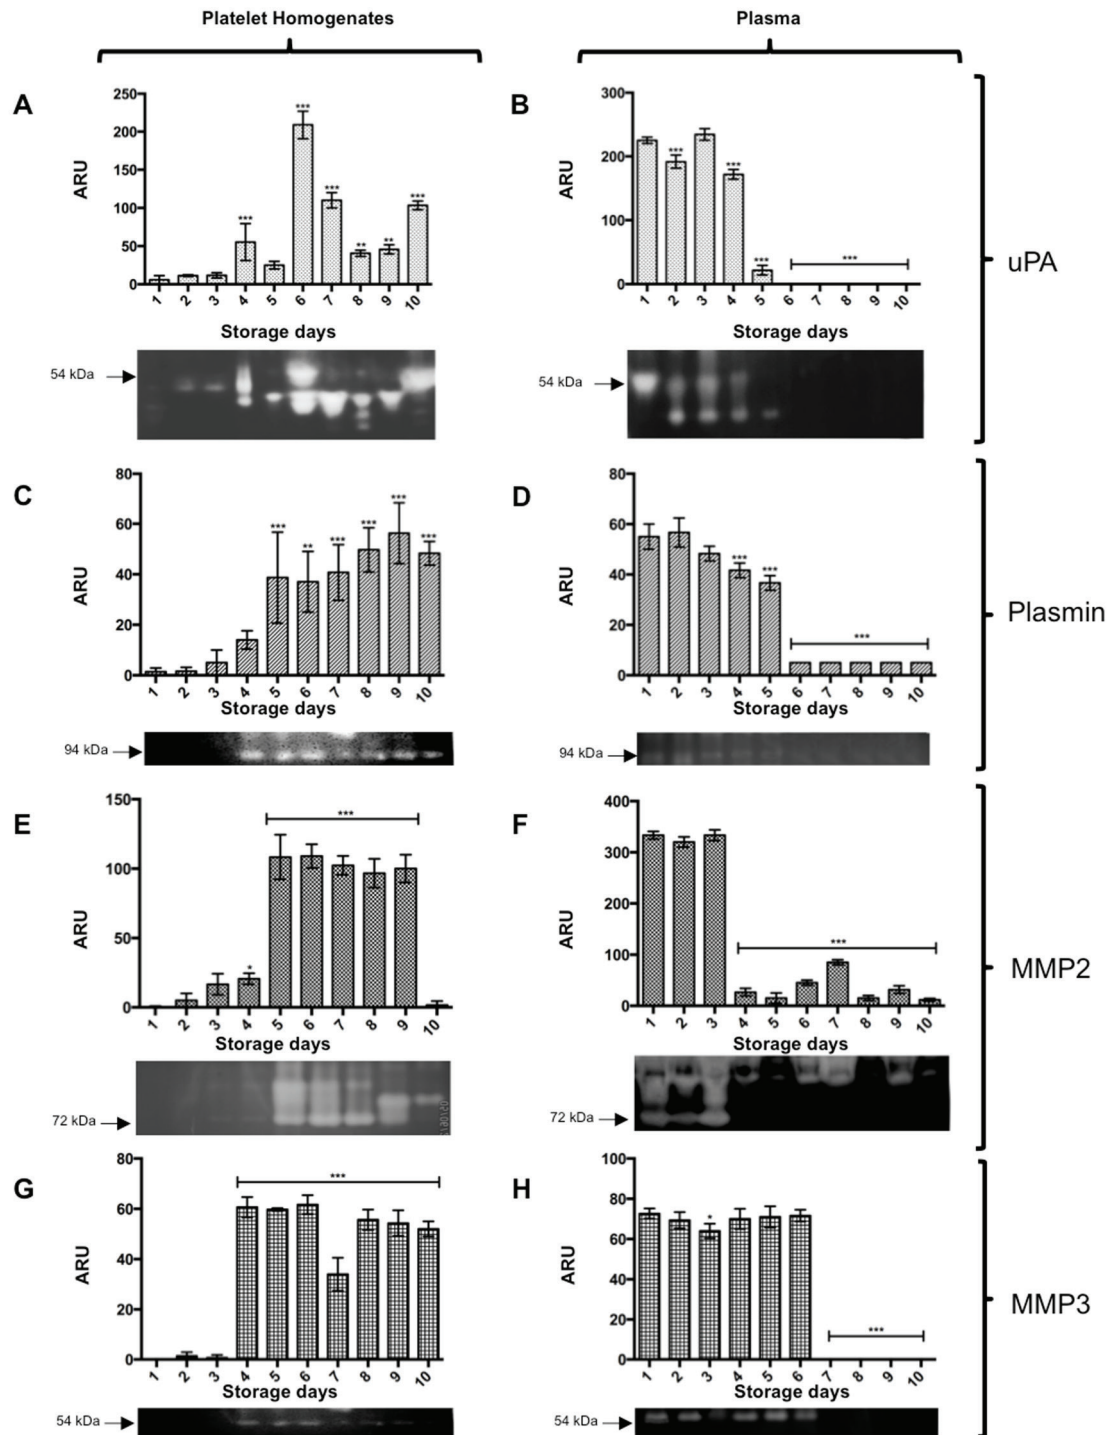 Platelet Homogenates
Plasma
A
250
200
150
100
50
0
ARU
***
***
***
**
**
***
1 2 3 4 5 6 7 8 9 10
Storage days
54 kDa
B
300
200
100
0
ARU
***
***
***
***
1 2 3 4 5 6 7 8 9 10
Storage days
54 kDa
uPA
C
80
60
40
20
0
ARU
***
**
***
***
***
***
1 2 3 4 5 6 7 8 9 10
Storage days
94 kDa
D
80
60
40
20
0
ARU
***
***
***
1 2 3 4 5 6 7 8 9 10
Storage days
94 kDa
Plasmin
E
150
100
50
0
ARU
*
***
1 2 3 4 5 6 7 8 9 10
Storage days
72 kDa
F
400
300
200
100
0
ARU
***
1 2 3 4 5 6 7 8 9 10
Storage days
72 kDa
MMP2
G
80
60
40
20
0
ARU
***
1 2 3 4 5 6 7 8 9 10
Storage days
54 kDa
H
100
80
60
40
20
0
ARU
*
***
1 2 3 4 5 6 7 8 9 10
Storage days
54 kDa
MMP3